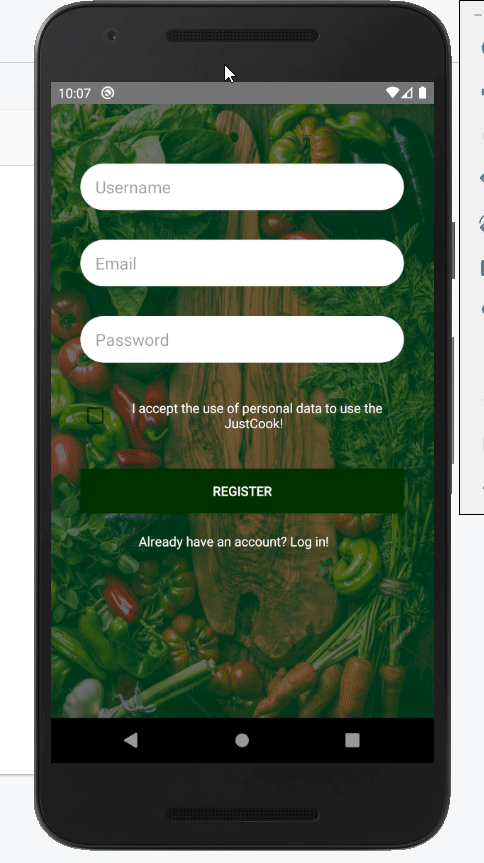 10:07
Username
Email
Password
I accept the use of personal data to use the
JustCook!
REGISTER
Already have an account? Log in!